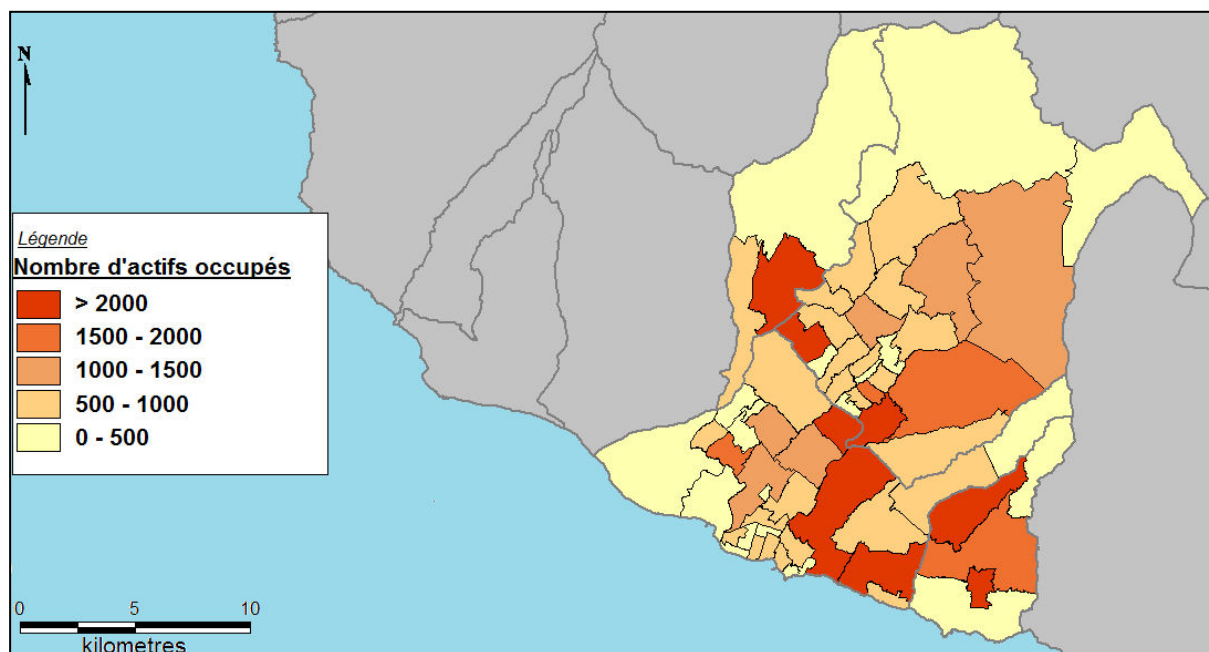 N
Légende
Nombre d'actifs occupés
> 2000
1500 - 2000
1000 - 1500
500 - 1000
0 - 500
0 5 10
kilometres